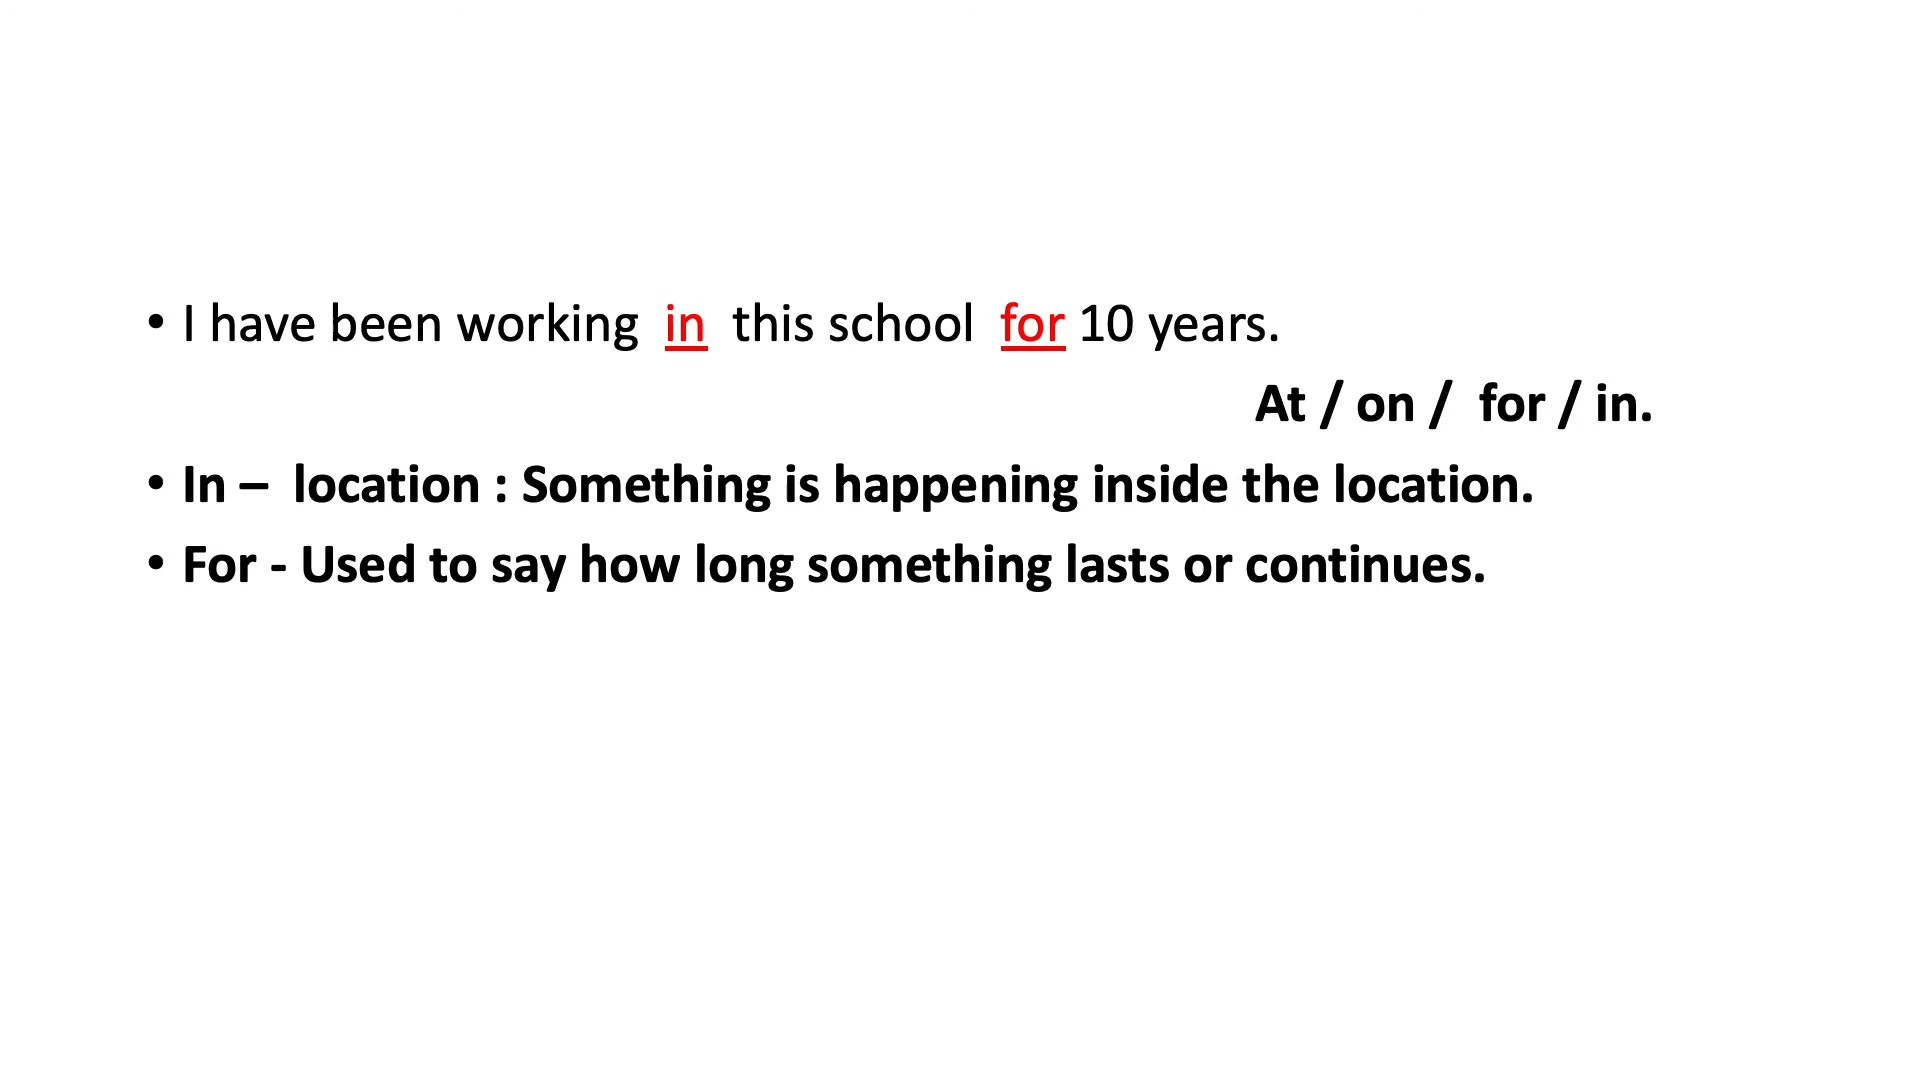 • I have been working in this school for 10 years.
At / on / for / in.
• In – location : Something is happening inside the location.
• For - Used to say how long something lasts or continues.